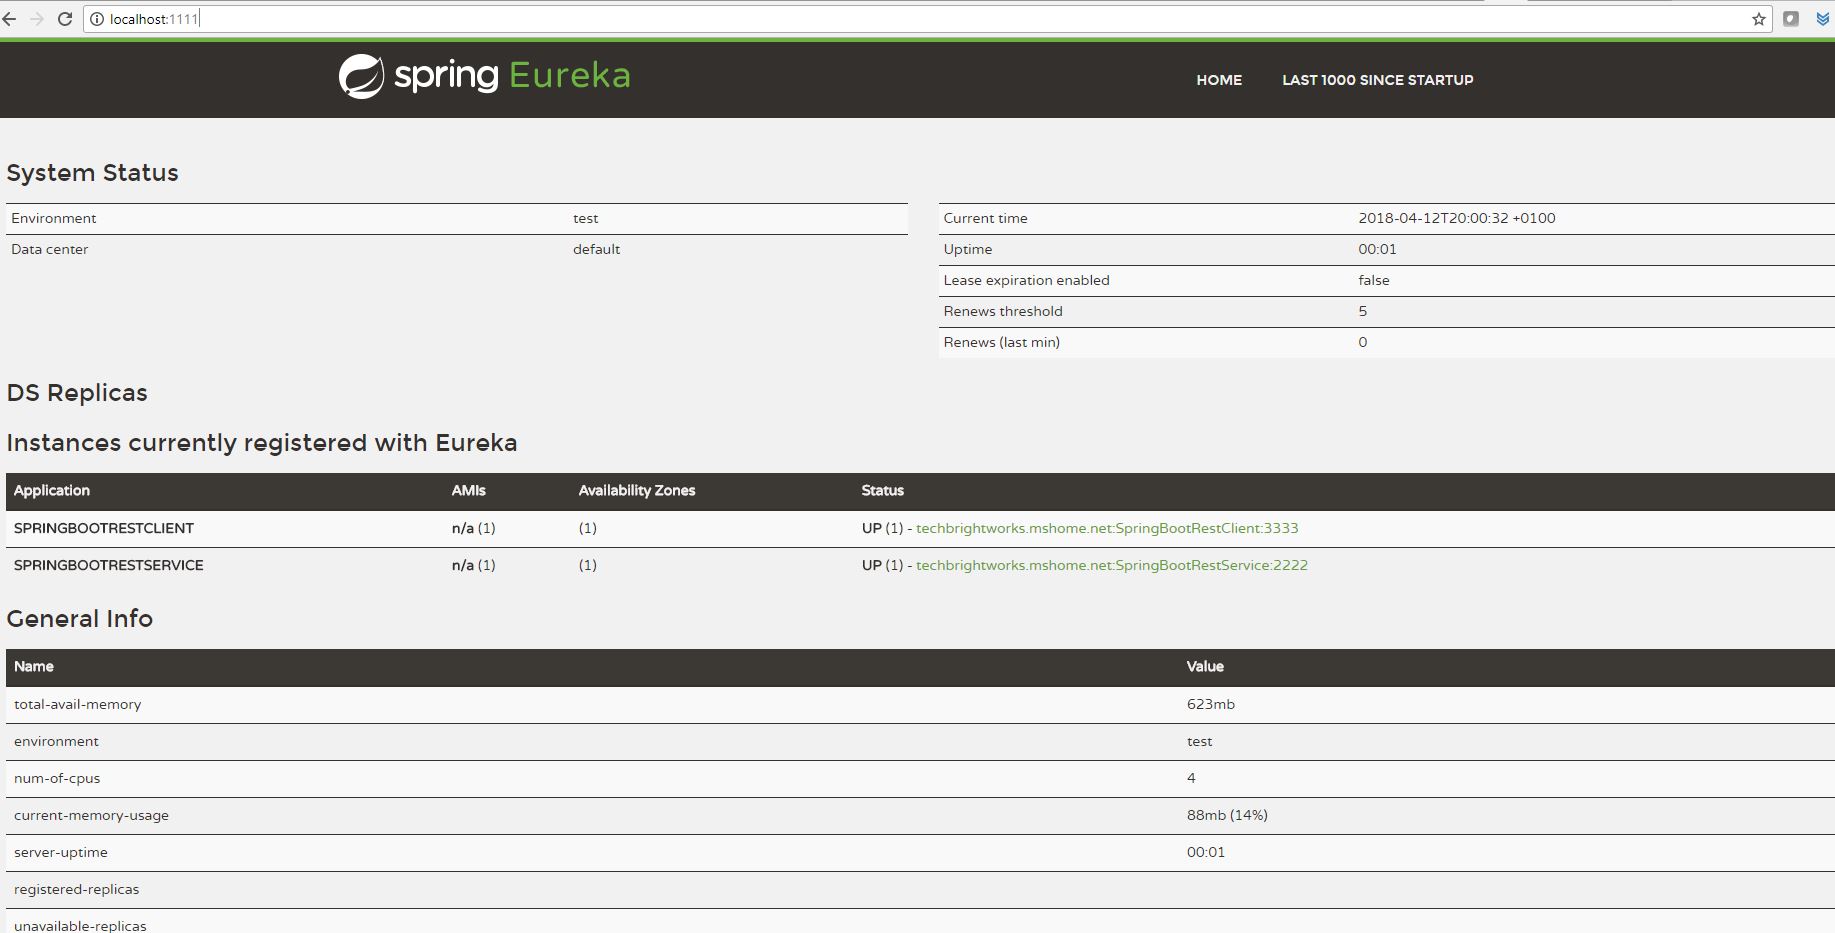 localhost:1111
spring Eureka
HOME LAST 1000 SINCE STARTUP
System Status
Environment test
Data center default
Current time 2018-04-12T20:00:32 +0100
Uptime 00:01
Lease expiration enabled false
Renews threshold 5
Renews (last min) 0
DS Replicas
Instances currently registered with Eureka
Application AMIs Availability Zones Status
SPRINGBOOTRESTCLIENT n/a (1) (1) UP (1) - techbrightworks.mshome.net:SpringBootRestClient:3333
SPRINGBOOTRESTSERVICE n/a (1) (1) UP (1) - techbrightworks.mshome.net:SpringBootRestService:2222
General Info
Name Value
total-avail-memory 623mb
environment test
num-of-cpus 4
current-memory-usage 88mb (14%)
server-uptime 00:01
registered-replicas
unavailable-replicas